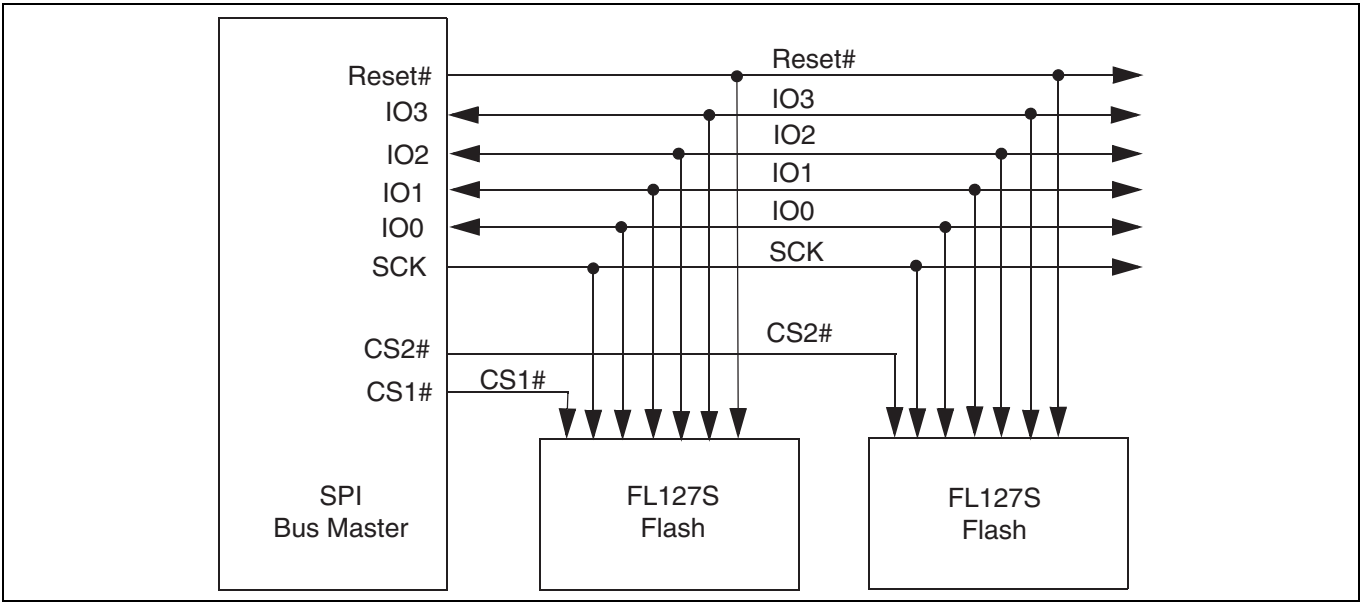 Reset#
Reset#
IO3
IO3
IO2
IO2
IO1
IO1
IO0
IO0
SCK
SCK
CS2#
CS2#
CS1#
CS1#
SPI
Bus Master
FL127S
Flash
FL127S
Flash